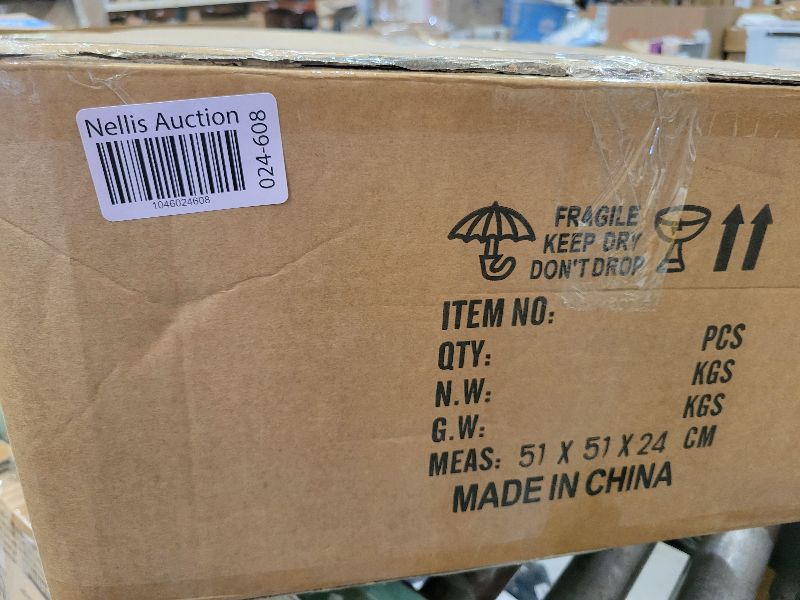 Nellis Auction
024-608
1046024608
FRAGILE
KEEP DRY
DON'T DROP
ITEM NO:
QTY: PCS
N.W: KGS
G.W: KGS
MEAS: 51 X 51 X 24 CM
MADE IN CHINA